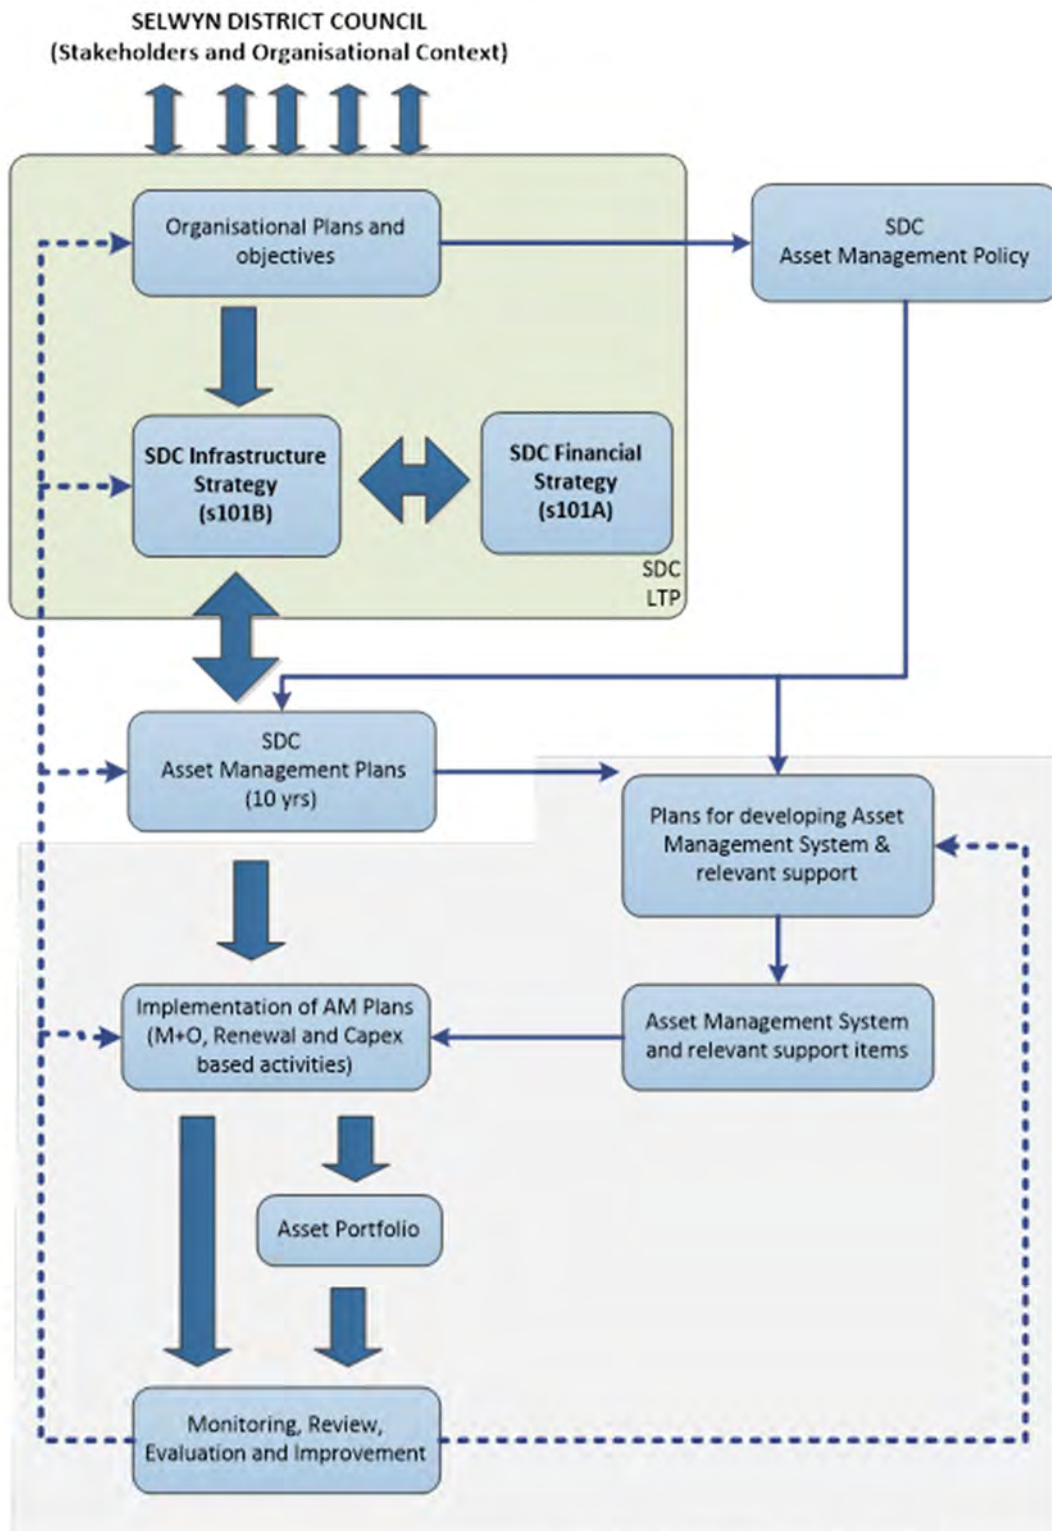 SELWYN DISTRICT COUNCIL
(Stakeholders and Organisational Context)
Organisational Plans and
objectives
SDC
Asset Management Policy
SDC Infrastructure
Strategy
(s101B)
SDC Financial
Strategy
(s101A)
SDC
LTP
SDC
Asset Management Plans
(10 yrs)
Plans for developing Asset
Management System &
relevant support
Implementation of AM Plans
(M+O, Renewal and Capex
based activities)
Asset Management System
and relevant support items
Asset Portfolio
Monitoring, Review,
Evaluation and Improvement